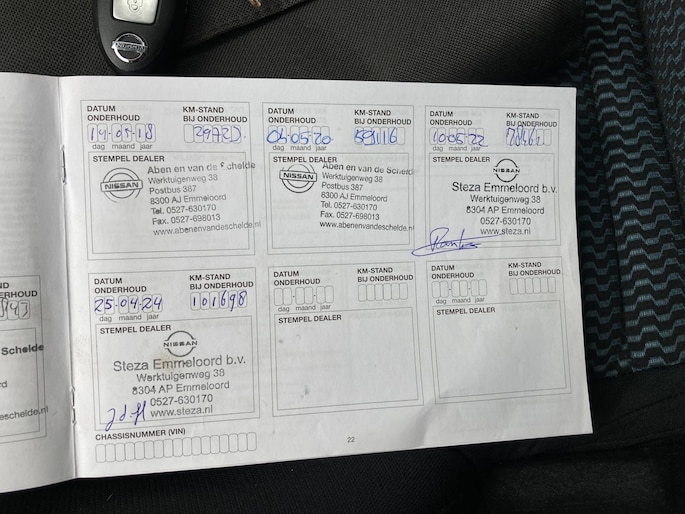 NISSAN
DATUM ONDERHOUD
KM-STAND BIJ ONDERHOUD
14-05-18
dag maand jaar
STEMPEL DEALER
NISSAN
Aben en van de Schelde
Werktuigenweg 38
Postbus 387
8300 AJ Emmeloord
Tel. 0527-630170
Fax. 0527-698013
www.abenenvandeschelde.nl
DATUM ONDERHOUD
KM-STAND BIJ ONDERHOUD
04-05-20
59116
dag maand jaar
STEMPEL DEALER
NISSAN
Aben en van de Scheld
Werktuigenweg 38
Postbus 387
8300 AJ Emmeloord
Tel. 0527-630170
Fax. 0527-698013
www.abenenvandeschelde.nl
DATUM ONDERHOUD
KM-STAND BIJ ONDERHOUD
10-05-22
dag maand jaar
STEMPEL DEALER
NISSAN
Steza Emmeloord b.v.
Werktuigenweg 38
8304 AP Emmeloord
0527-630170
www.steza.nl
DATUM ONDERHOUD
KM-STAND BIJ ONDERHOUD
25-04-24
101698
dag maand jaar
STEMPEL DEALER
NISSAN
Steza Emmeloord b.v.
Werktuigenweg 38
8304 AP Emmeloord
0527-630170
www.steza.nl
DATUM ONDERHOUD
KM-STAND BIJ ONDERHOUD
dag maand jaar
STEMPEL DEALER
DATUM ONDERHOUD
KM-STAND BIJ ONDERHOUD
dag maand jaar
STEMPEL DEALER
CHASSISNUMMER (VIN)
22